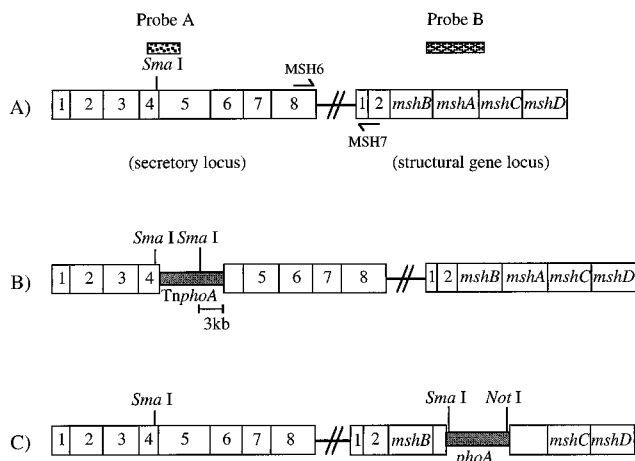 Probe A Probe B
Sma I
MSH6
A) 1 2 3 4 5 6 7 8 1 2 mshB mshA mshC mshD
MSH7
(secretory locus) (structural gene locus)
Sma I Sma I
B) 1 2 3 4 5 6 7 8 1 2 mshB mshA mshC mshD
TnphoA
3kb
Sma I Sma I Not I
C) 1 2 3 4 5 6 7 8 1 2 mshB mshC mshD
phoA